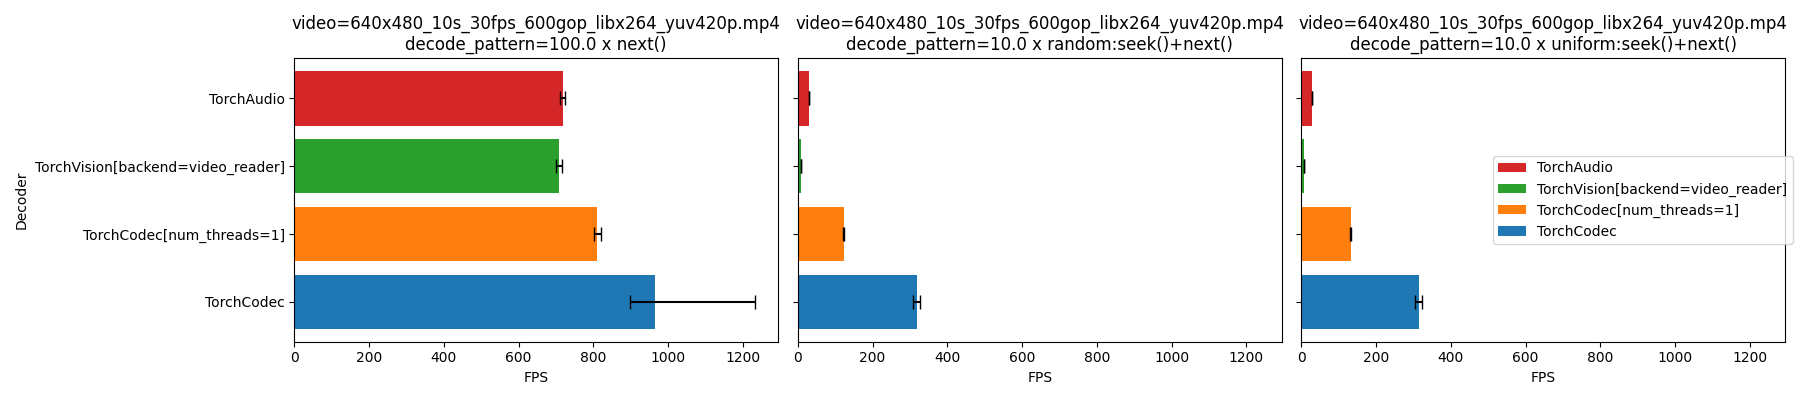 video=640x480_10s_30fps_600gop_libx264_yuv420p.mp4
decode_pattern=100.0 x next()
video=640x480_10s_30fps_600gop_libx264_yuv420p.mp4
decode_pattern=10.0 x random:seek()+next()
video=640x480_10s_30fps_600gop_libx264_yuv420p.mp4
decode_pattern=10.0 x uniform:seek()+next()
Decoder
TorchAudio
TorchVision[backend=video_reader]
TorchCodec[num_threads=1]
TorchCodec
0 200 400 600 800 1000 1200
FPS
0 200 400 600 800 1000 1200
FPS
0 200 400 600 800 1000 1200
FPS
TorchAudio
TorchVision[backend=video_reader]
TorchCodec[num_threads=1]
TorchCodec